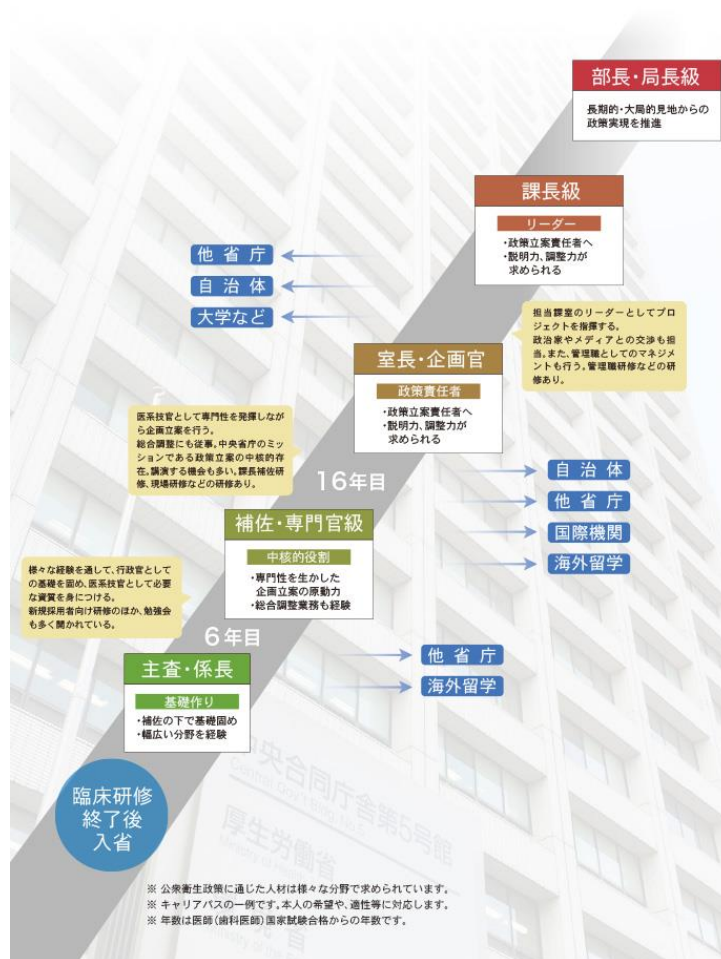 部長・局長級
長期的・大局的見地からの
政策実現を推進
課長級
リーダー
・政策立案責任者へ
・説明力、調整力が
求められる
他省庁
自治体
大学など
担当課室のリーダーとしてプロ
ジェクトを指揮する。
政治家やメディアとの交渉も担
当。また、管理職としてのマネジメ
ントも行う。管理職研修などの研
修あり。
室長・企画官
政策責任者
・政策立案責任者へ
・説明力、調整力が
求められる
医系技官として専門性を発揮しなが
ら企画立案を行う。
総合調整にも従事。中央省庁のミッ
ションである政策立案の中核的存
在。講演する機会も多い。課長補佐研
修、現場研修などの研修あり。
16年目
自治体
他省庁
国際機関
海外留学
補佐・専門官級
中核的役割
・専門性を生かした
企画立案の原動力
・総合調整業務も経験
様々な経験を通して、行政官として
の基礎を固め、医系技官として必要
な資質を身につける。
新規採用者向け研修のほか、勉強会
も多く開かれている。
6年目
他省庁
海外留学
主査・係長
基礎作り
・補佐の下で基礎固め
・幅広い分野を経験
中央合同庁舎第5号館
Central Gov't Bldg. No.5
厚生労働省
臨床研修
終了後
入省
※ 公衆衛生政策に通じた人材は様々な分野で求められています。
※ キャリアパスの一例です。本人の希望や、適性等に対応します。
※ 年数は医師(歯科医師)国家試験合格からの年数です。